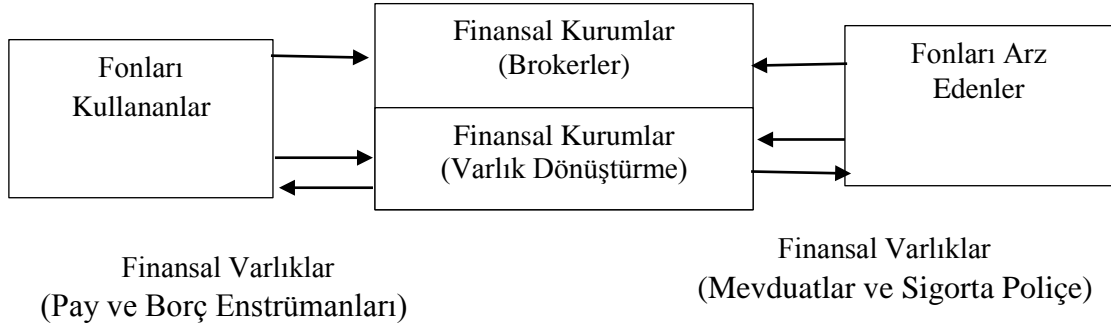 Fonları
Kullananlar
Finansal Kurumlar
(Brokerler)
Finansal Kurumlar
(Varlık Dönüştürme)
Fonları Arz
Edenler
Finansal Varlıklar
(Pay ve Borç Enstrümanları)
Finansal Varlıklar
(Mevduatlar ve Sigorta Poliçe)